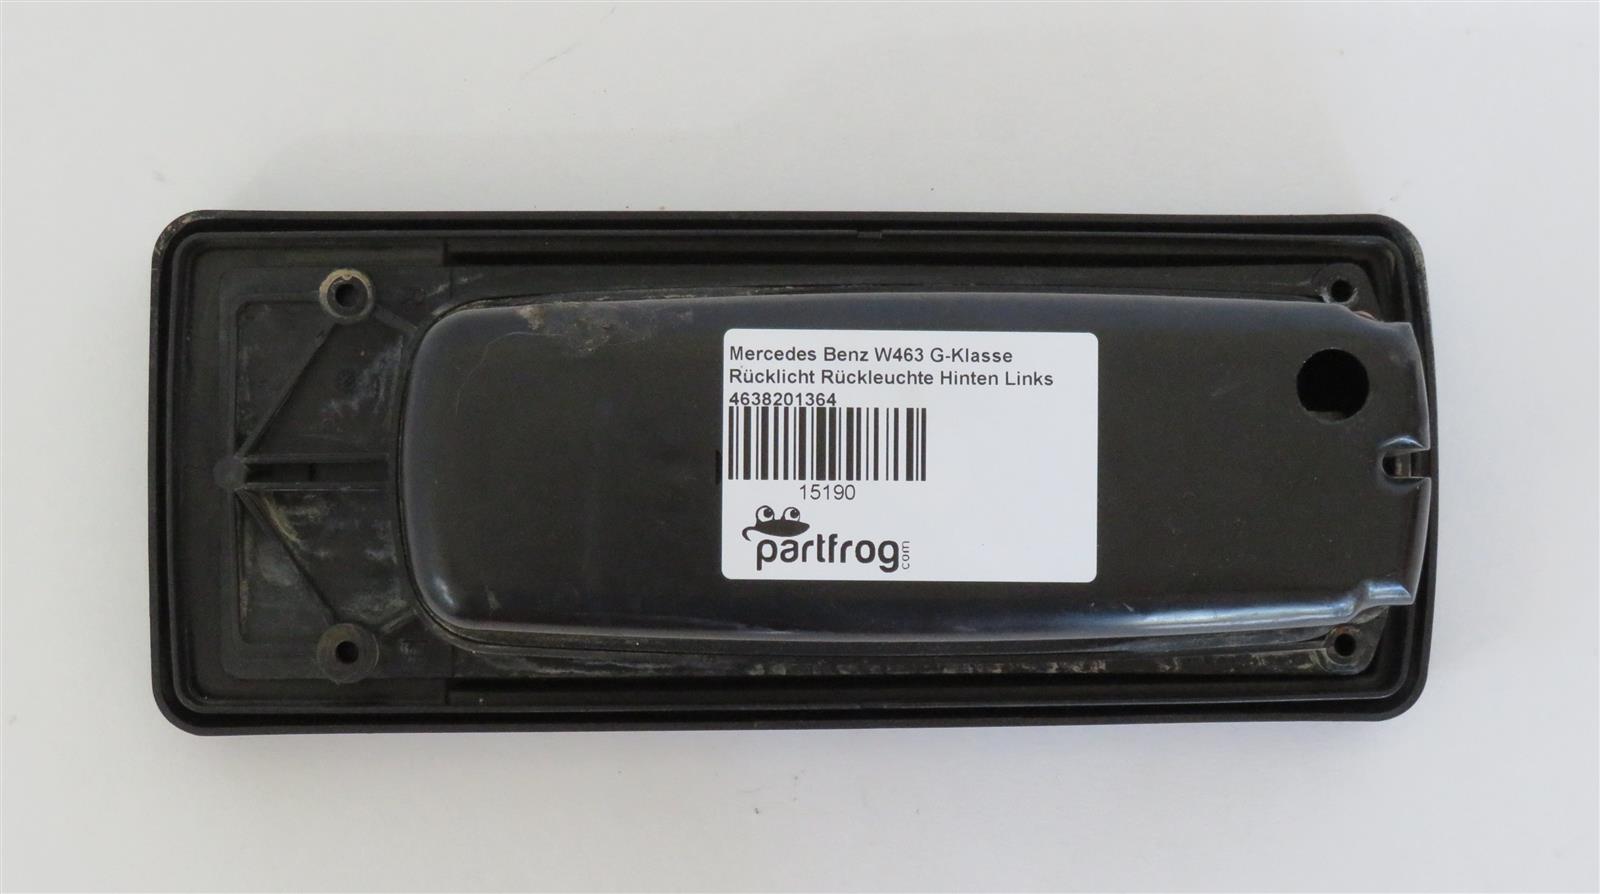 Mercedes Benz W463 G-Klasse
Rücklicht Rückleuchte Hinten Links
4638201364
15190
partfrog.com